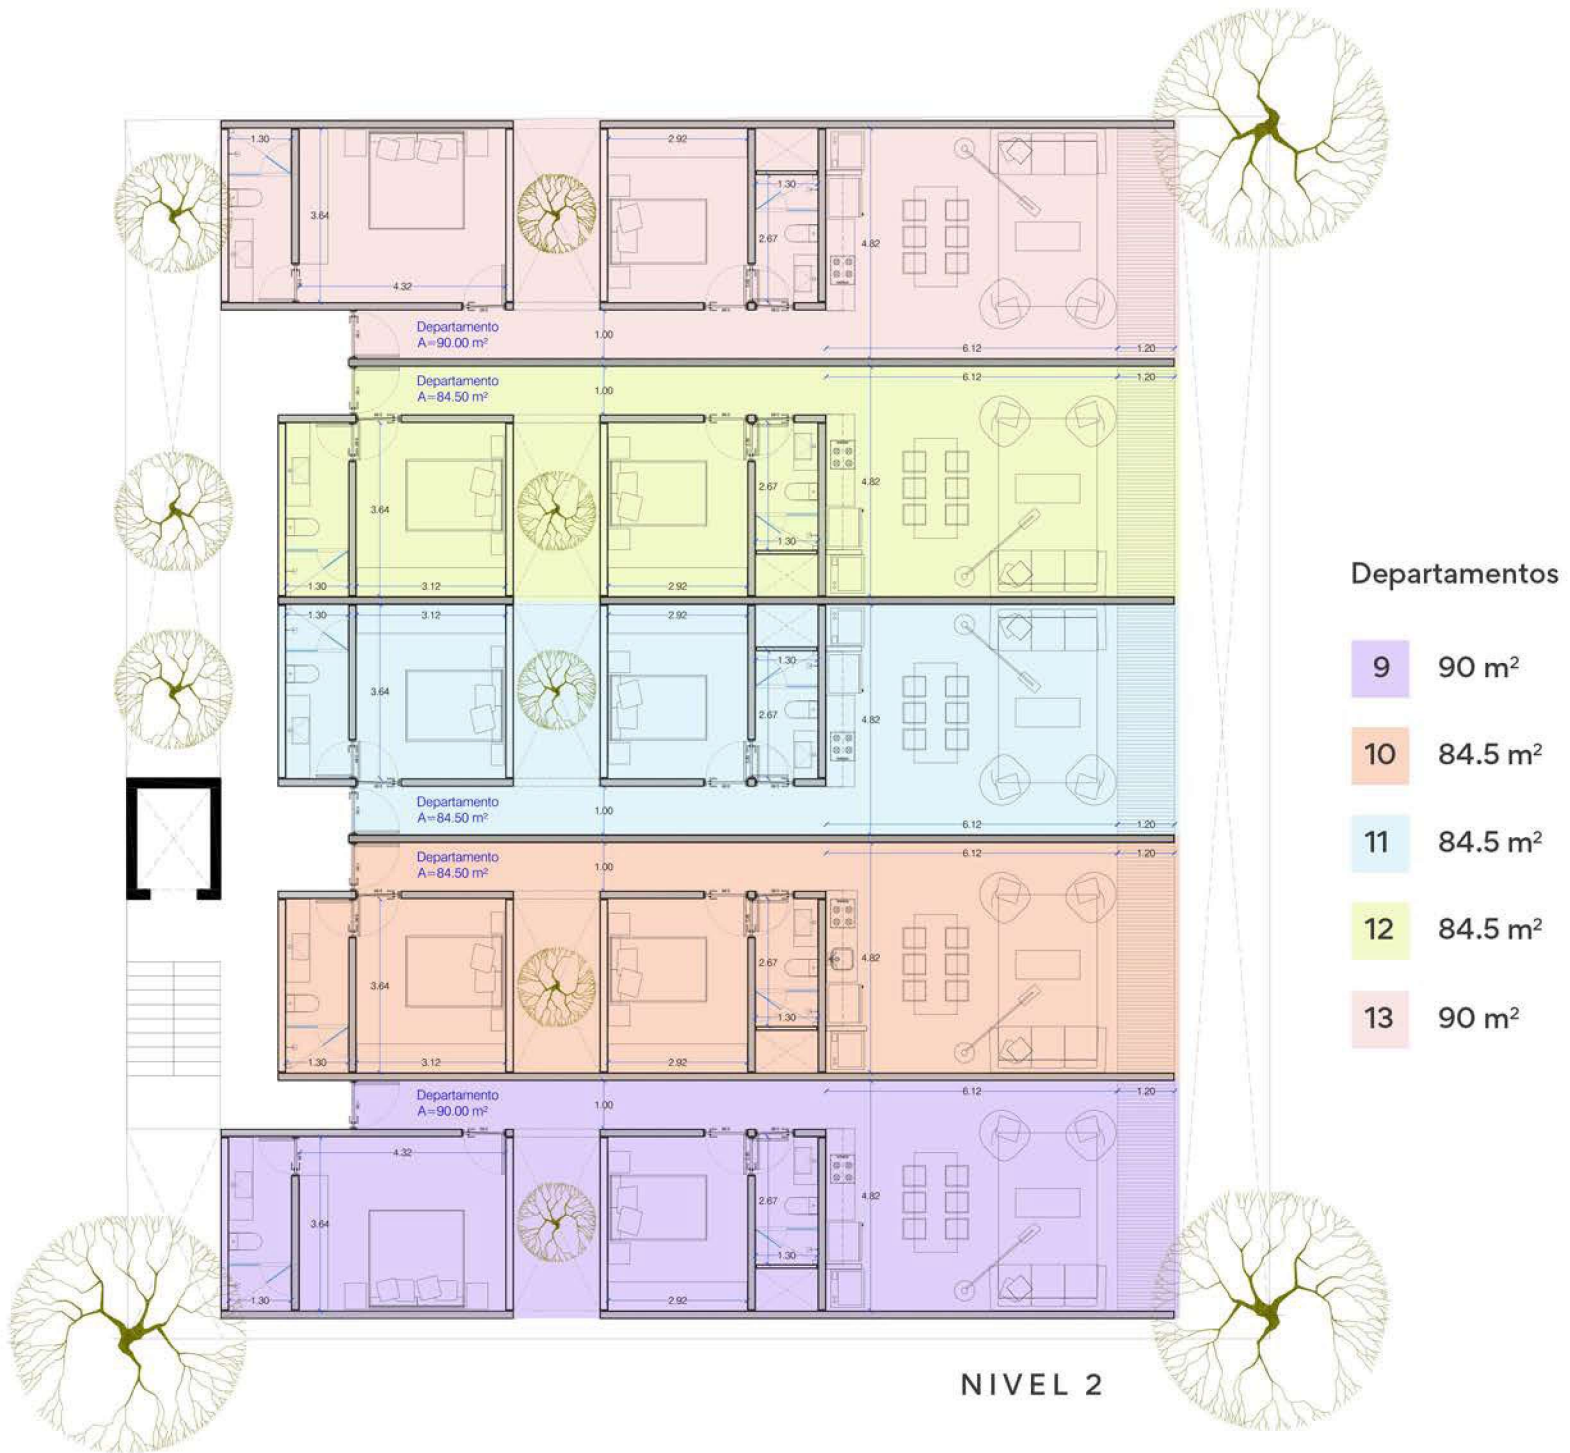 1.30
2.92
1.30
3.64
2.67
4.82
4.32
Departamento
A=90.00 m²
1.00
6.12
1.20
Departamento
A=84.50 m²
1.00
6.12
1.20
3.64
2.67
4.82
1.30
1.30
3.12
2.92
1.30
3.12
2.92
1.30
3.64
2.67
4.82
Departamento
A=84.50 m²
1.00
6.12
1.20
Departamento
A=84.50 m²
1.00
6.12
1.20
3.64
2.67
4.82
1.30
1.30
3.12
2.92
Departamento
A=90.00 m²
1.00
6.12
1.20
4.32
3.64
2.67
4.82
1.30
1.30
2.92
Departamentos
9 90 m²
10 84.5 m²
11 84.5 m²
12 84.5 m²
13 90 m²
NIVEL 2